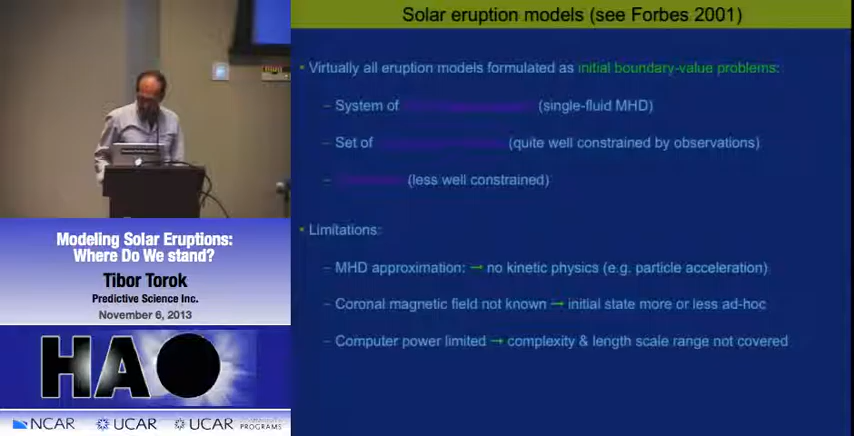 Solar eruption models (see Forbes 2001)
• Virtually all eruption models formulated as initial boundary-value problems:
– System of (single-fluid MHD)
– Set of (quite well constrained by observations)
– (less well constrained)
• Limitations:
– MHD approximation: → no kinetic physics (e.g. particle acceleration)
– Coronal magnetic field not known → initial state more or less ad-hoc
– Computer power limited → complexity & length scale range not covered
Modeling Solar Eruptions:
Where Do We stand?
Tibor Torok
Predictive Science Inc.
November 6, 2013
HAO
NCAR UCAR UCAR
PROGRAMS